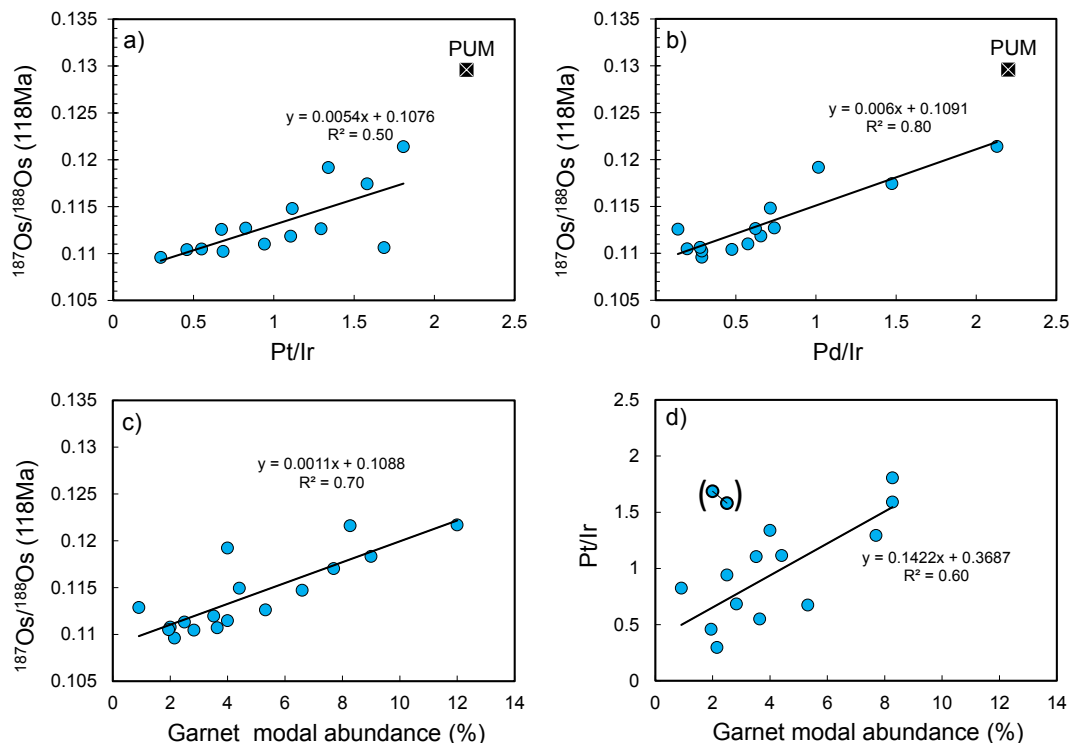 a)
PUM
y = 0.0054x + 0.1076
R² = 0.50
0.135
0.13
0.125
0.12
0.115
0.11
0.105
¹⁸⁷Os/¹⁸⁸Os (118Ma)
0
0.5
1
1.5
2
2.5
Pt/Ir
b)
PUM
y = 0.006x + 0.1091
R² = 0.80
0.135
0.13
0.125
0.12
0.115
0.11
0.105
¹⁸⁷Os/¹⁸⁸Os (118Ma)
0
0.5
1
1.5
2
2.5
Pd/Ir
c)
y = 0.0011x + 0.1088
R² = 0.70
0.135
0.13
0.125
0.12
0.115
0.11
0.105
¹⁸⁷Os/¹⁸⁸Os (118Ma)
0
2
4
6
8
10
12
14
Garnet modal abundance (%)
d)
( )
y = 0.1422x + 0.3687
R² = 0.60
2.5
2
1.5
1
0.5
0
Pt/Ir
0
2
4
6
8
10
12
14
Garnet modal abundance (%)